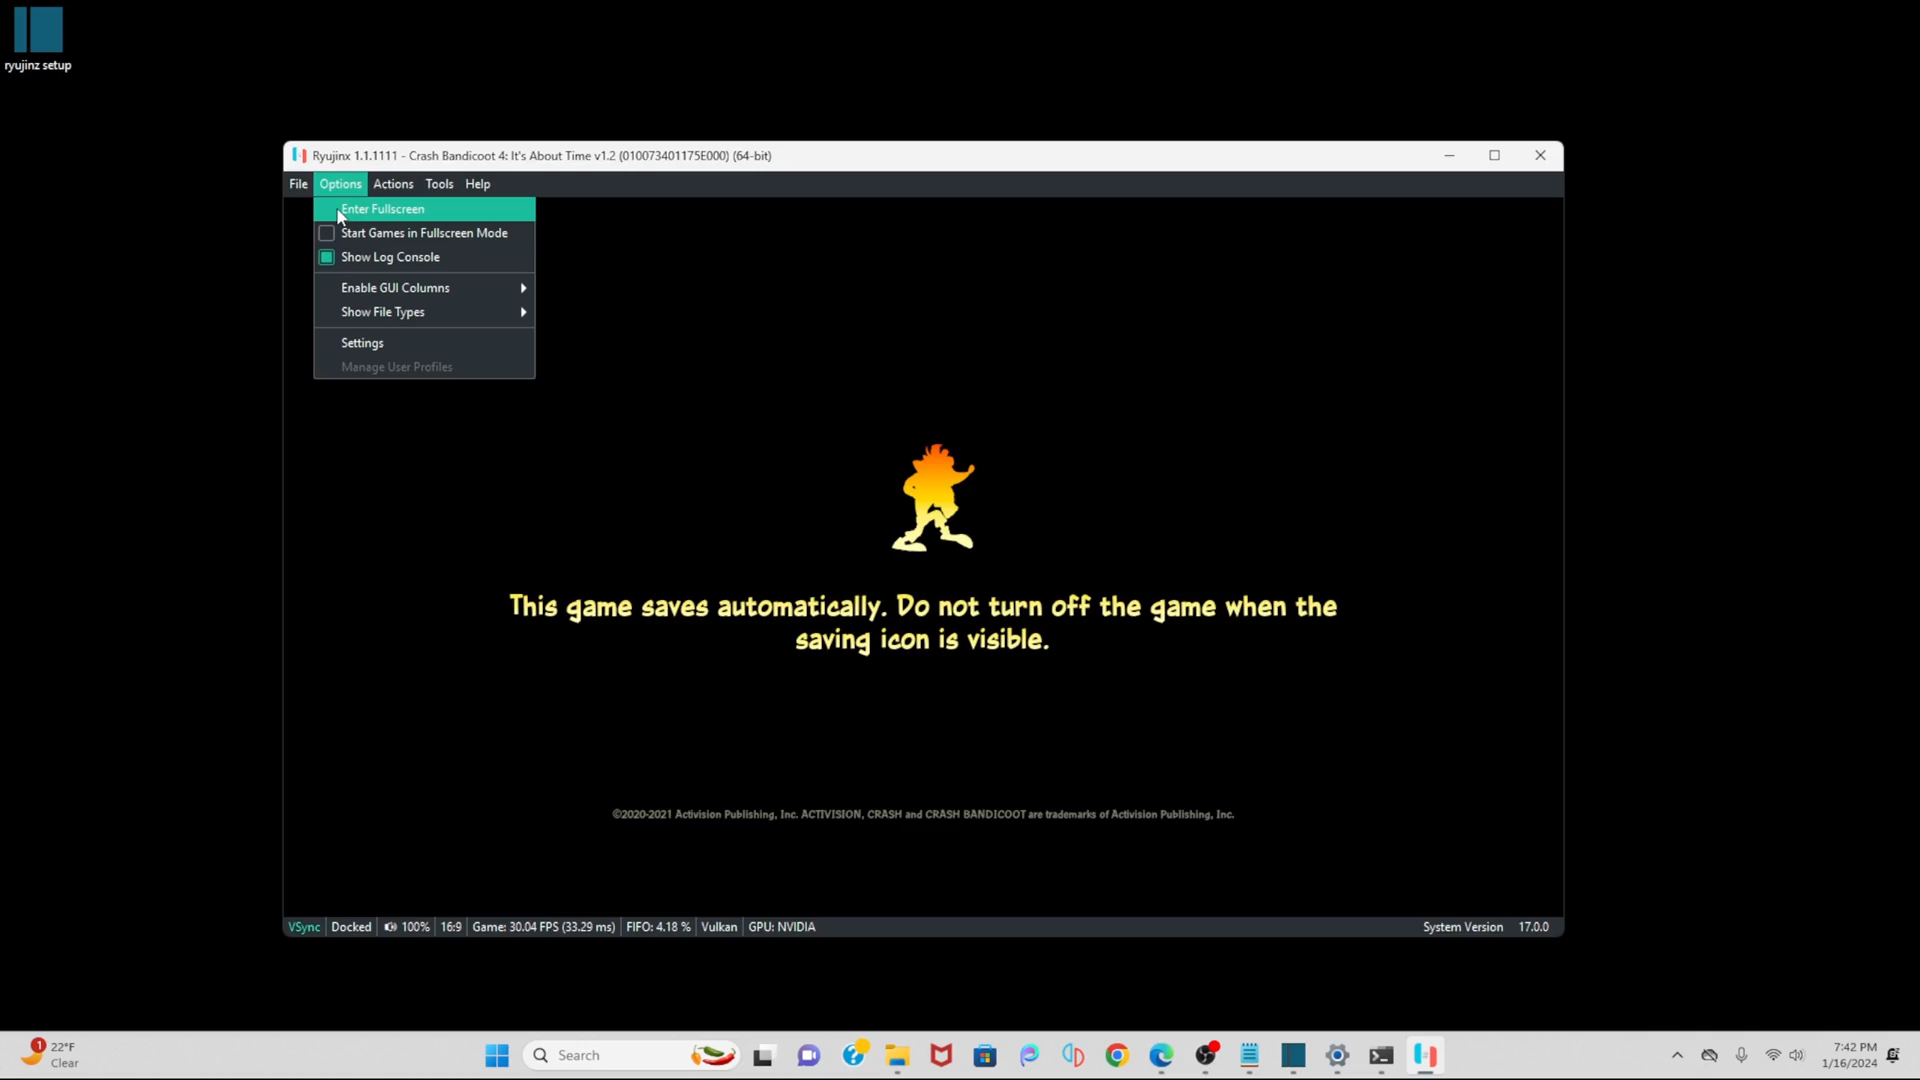 ryujinz setup
Ryujinx 1.1.1111 - Crash Bandicoot 4: It's About Time v1.2 (010073401175E000) (64-bit)
File Options Actions Tools Help
Enter Fullscreen
Start Games in Fullscreen Mode
Show Log Console
Enable GUI Columns
Show File Types
Settings
Manage User Profiles
This game saves automatically. Do not turn off the game when the
saving icon is visible.
©2020-2021 Activision Publishing, Inc. ACTIVISION, CRASH and CRASH BANDICOOT are trademarks of Activision Publishing, Inc.
VSync Docked 100% 16:9 Game: 30.04 FPS (33.29 ms) FIFO: 4.18 % Vulkan GPU: NVIDIA System Version 17.0.0
1
22°F
Clear
Search
7:42 PM
1/16/2024